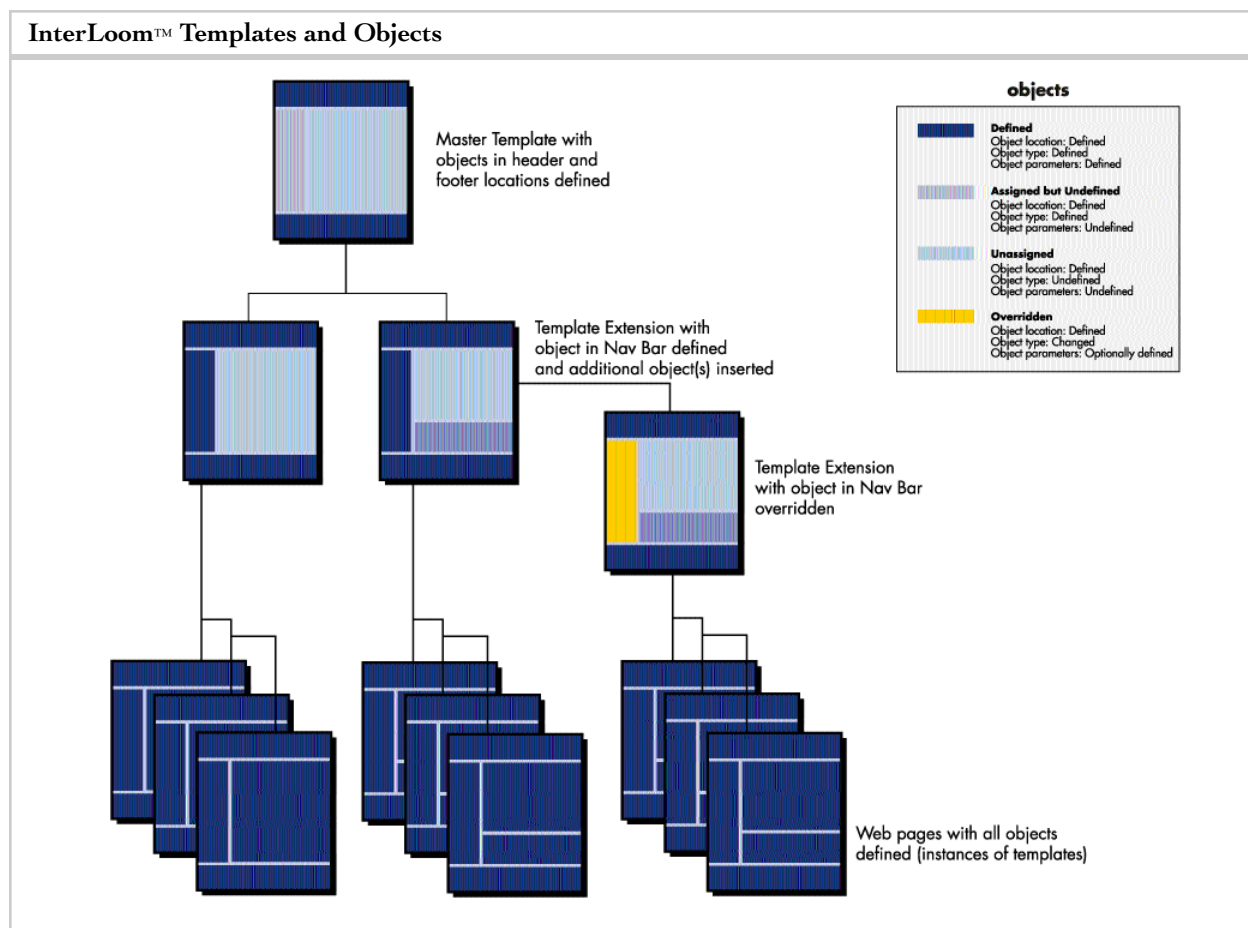 InterLoom™ Templates and Objects
Master Template with
objects in header and
footer locations defined
Template Extension with
object in Nav Bar defined
and additional object(s) inserted
Template Extension
with object in Nav Bar
overridden
Web pages with all objects
defined (instances of templates)
objects
Defined
Object location: Defined
Object type: Defined
Object parameters: Defined
Assigned but Undefined
Object location: Defined
Object type: Defined
Object parameters: Undefined
Unassigned
Object location: Defined
Object type: Undefined
Object parameters: Undefined
Overridden
Object location: Defined
Object type: Changed
Object parameters: Optionally defined